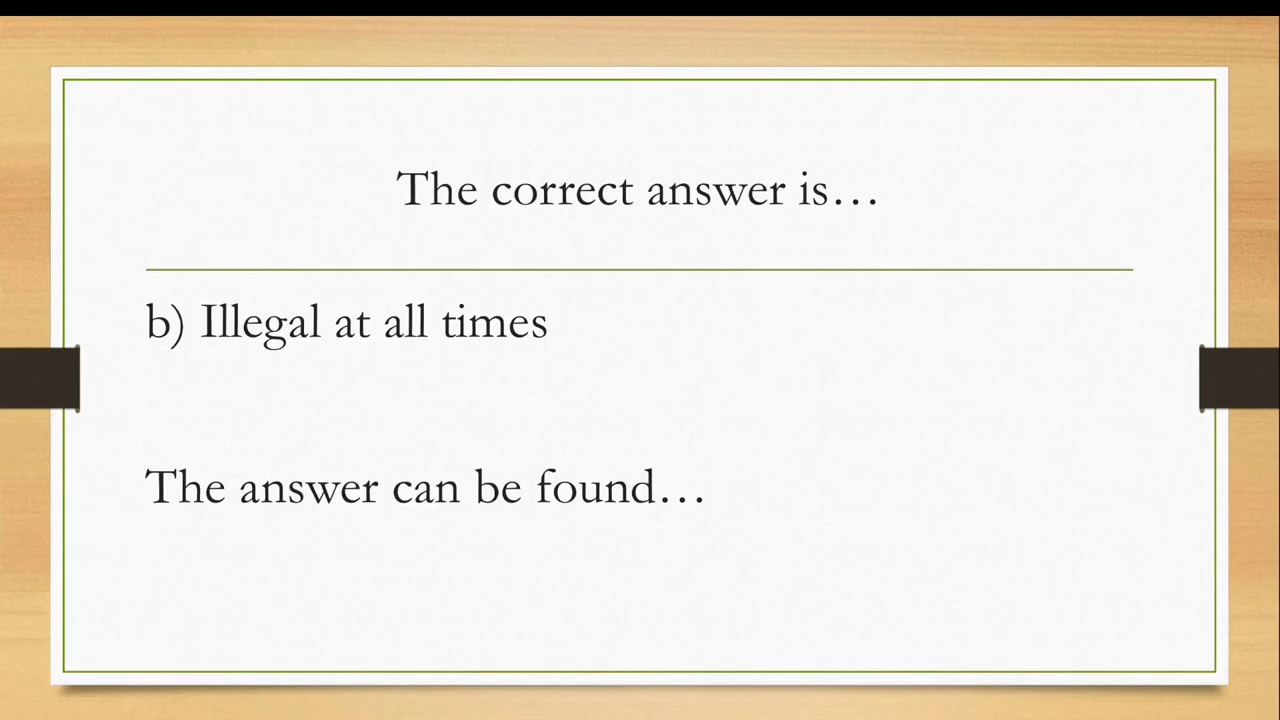 The correct answer is…
b) Illegal at all times
The answer can be found…